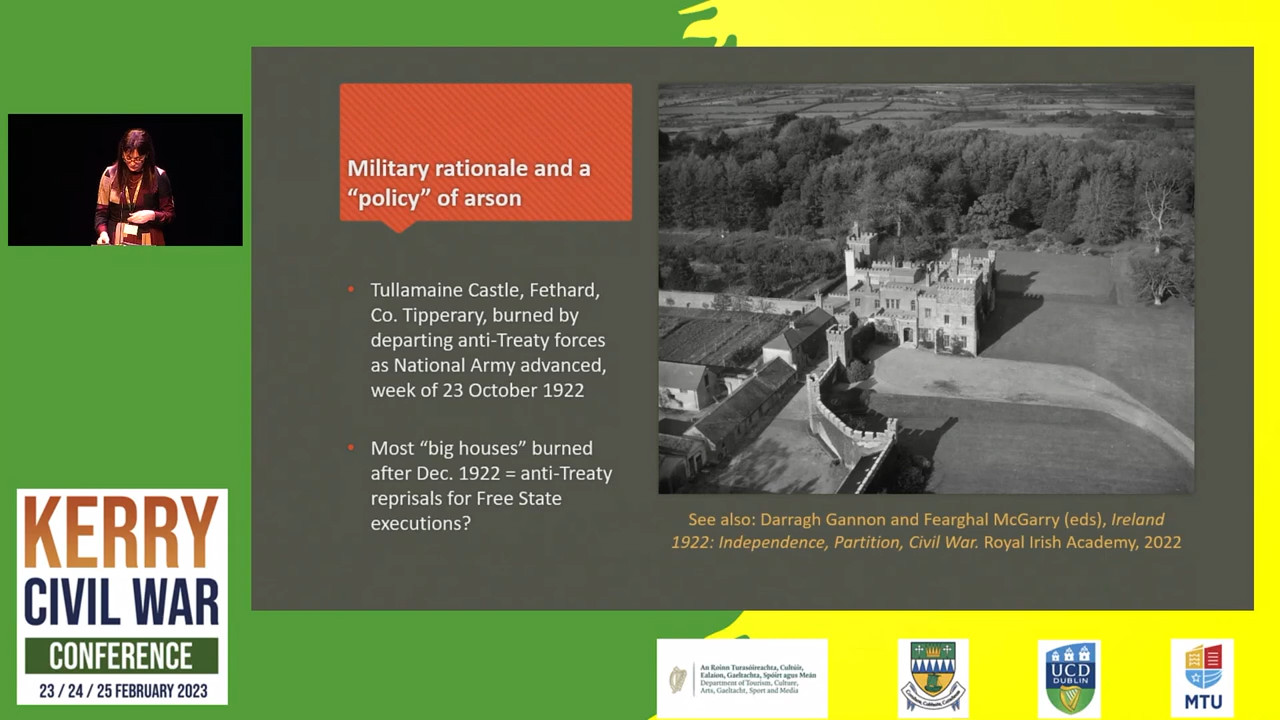 Military rationale and a
“policy” of arson
• Tullamaine Castle, Fethard,
Co. Tipperary, burned by
departing anti-Treaty forces
as National Army advanced,
week of 23 October 1922
• Most “big houses” burned
after Dec. 1922 = anti-Treaty
reprisals for Free State
executions?
See also: Darragh Gannon and Fearghal McGarry (eds), Ireland
1922: Independence, Partition, Civil War. Royal Irish Academy, 2022
KERRY
CIVIL WAR
CONFERENCE
23 / 24 / 25 FEBRUARY 2023
An Roinn Turasóireachta, Cultúir,
Ealaíon, Gaeltachta, Spóirt agus Meán
Department of Tourism, Culture,
Arts, Gaeltacht, Sport and Media
UCD
DUBLIN
MTU